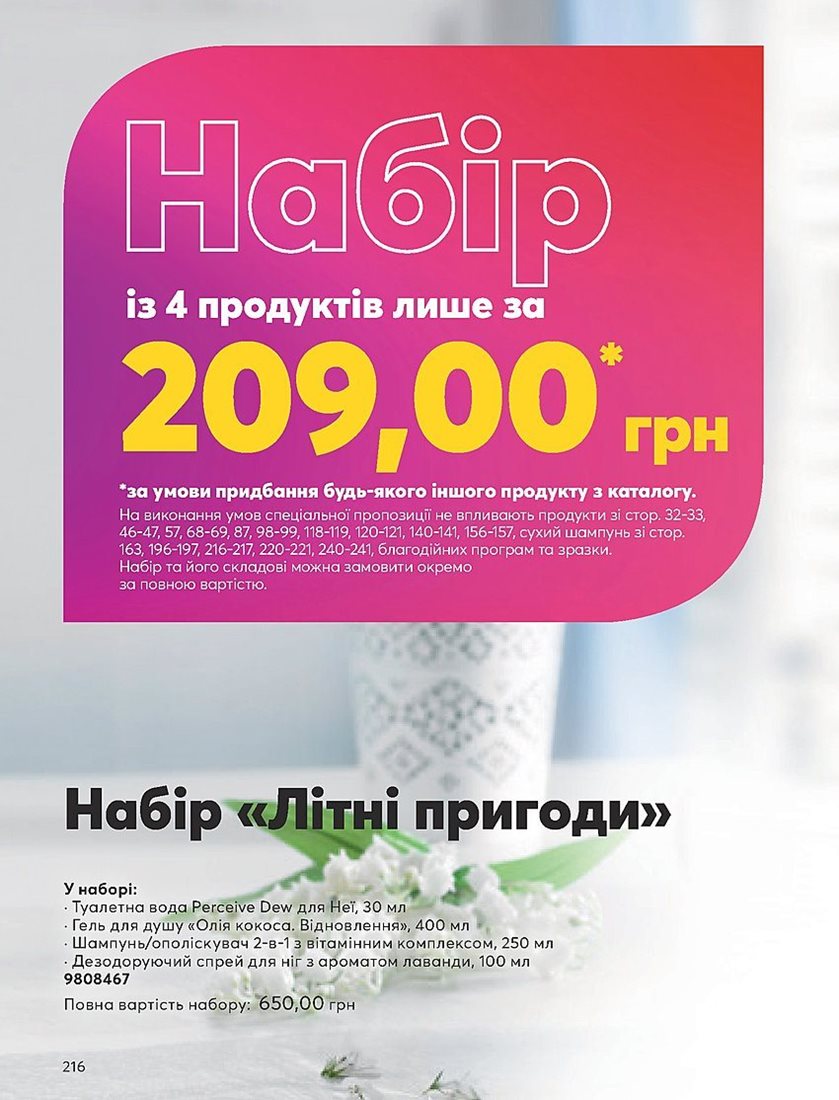 Набір
із 4 продуктів лише за
209,00* грн
*за умови придбання будь-якого іншого продукту з каталогу.
На виконання умов спеціальної пропозиції не впливають продукти зі стор. 32-33,
46-47, 57, 68-69, 87, 98-99, 118-119, 120-121, 140-141, 156-157, сухий шампунь зі стор.
163, 196-197, 216-217, 220-221, 240-241, благодійних програм та зразки.
Набір та його складові можна замовити окремо
за повною вартістю.
Набір «Літні пригоди»
У наборі:
· Туалетна вода Perceive Dew для Неї, 30 мл
· Гель для душу «Олія кокоса. Відновлення», 400 мл
· Шампунь/ополіскувач 2-в-1 з вітамінним комплексом, 250 мл
· Дезодоруючий спрей для ніг з ароматом лаванди, 100 мл
9808467
Повна вартість набору: 650,00 грн
216